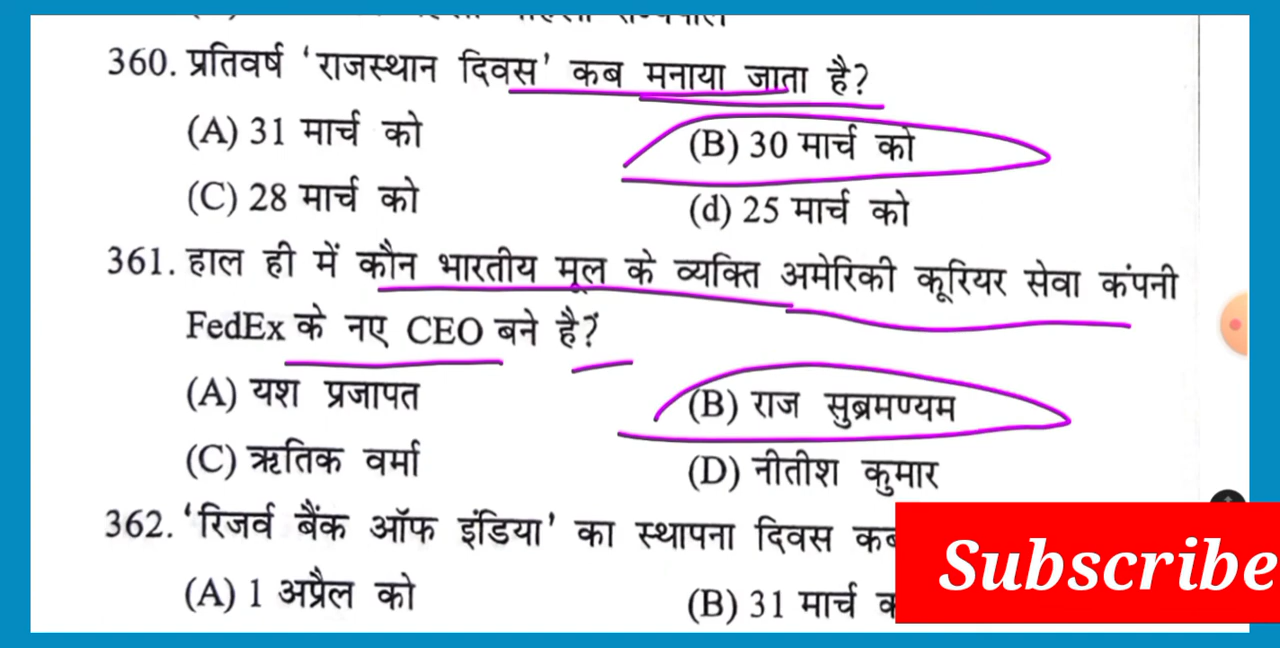 360. प्रतिवर्ष ‘राजस्थान दिवस’ कब मनाया जाता है?
(A) 31 मार्च को (B) 30 मार्च को
(C) 28 मार्च को (d) 25 मार्च को
361. हाल ही में कौन भारतीय मूल के व्यक्ति अमेरिकी कूरियर सेवा कंपनी
FedEx के नए CEO बने है?
(A) यश प्रजापत (B) राज सुब्रमण्यम
(C) ऋतिक वर्मा (D) नीतीश कुमार
362. ‘रिजर्व बैंक ऑफ इंडिया’ का स्थापना दिवस
(A) 1 अप्रैल को (B) 31 मार्च
Subscribe